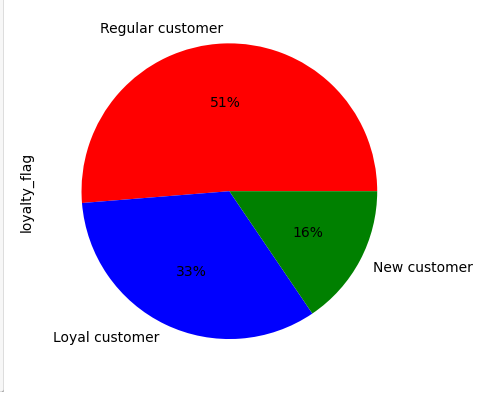 Regular customer
51%
loyalty_flag
16%
New customer
33%
Loyal customer